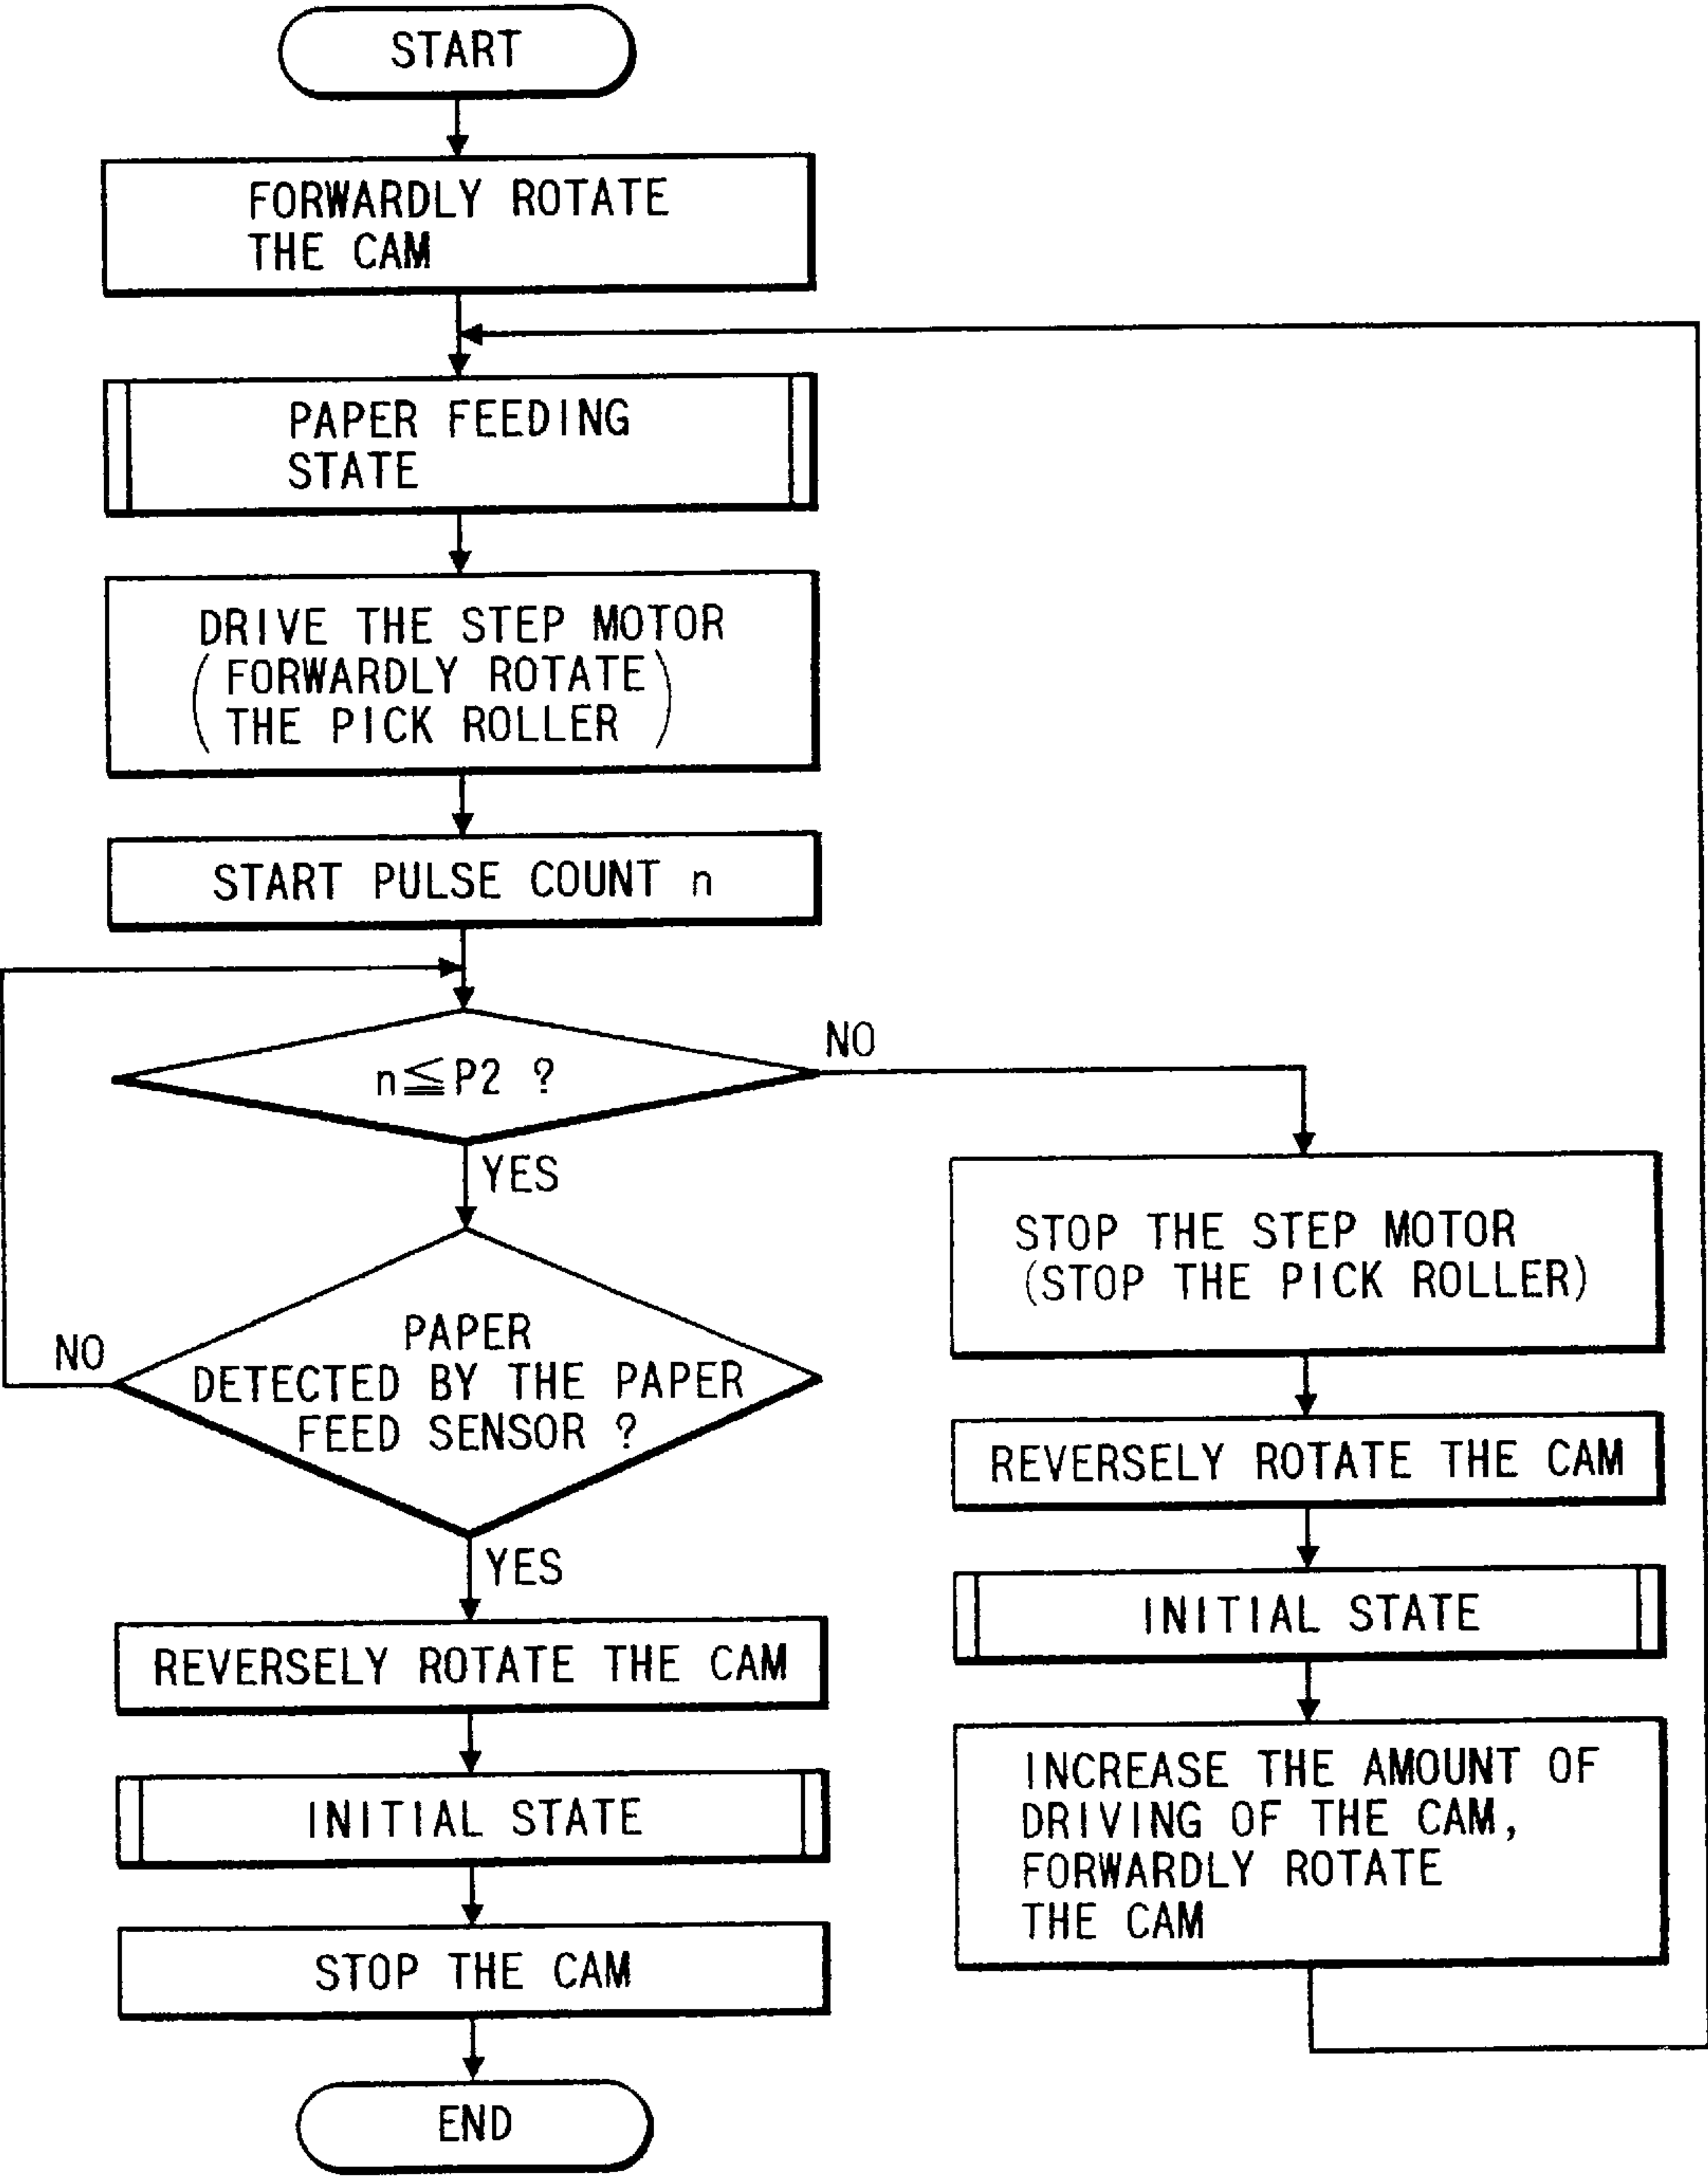 START
FORWARDLY ROTATE
THE CAM
PAPER FEEDING
STATE
DRIVE THE STEP MOTOR
(FORWARDLY ROTATE
THE PICK ROLLER)
START PULSE COUNT n
n≦P2 ?
NO
YES
PAPER
DETECTED BY THE PAPER
FEED SENSOR ?
NO
YES
REVERSELY ROTATE THE CAM
INITIAL STATE
STOP THE CAM
END
STOP THE STEP MOTOR
(STOP THE PICK ROLLER)
REVERSELY ROTATE THE CAM
INITIAL STATE
INCREASE THE AMOUNT OF
DRIVING OF THE CAM,
FORWARDLY ROTATE
THE CAM